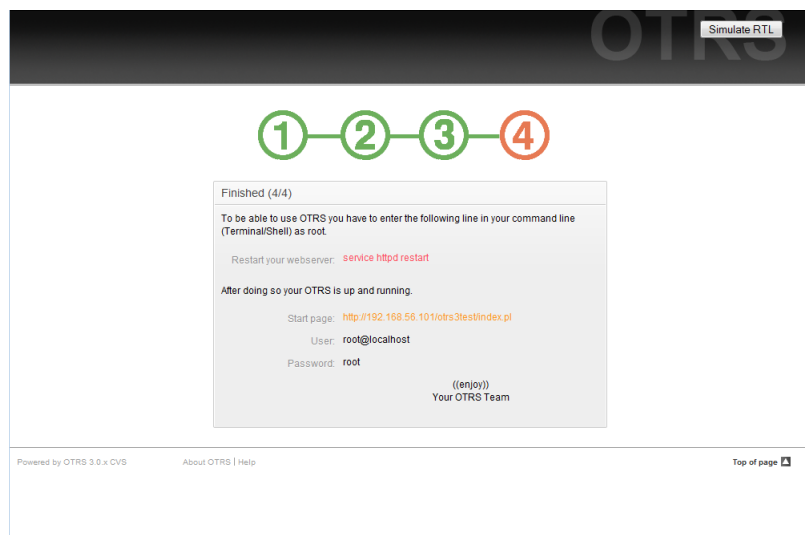 OTRS
Simulate RTL
1 2 3 4
Finished (4/4)
To be able to use OTRS you have to enter the following line in your command line
(Terminal/Shell) as root.
Restart your webserver: service httpd restart
After doing so your OTRS is up and running.
Start page: http://192.168.56.101/otrs3test/index.pl
User: root@localhost
Password: root
((enjoy))
Your OTRS Team
Powered by OTRS 3.0.x CVS About OTRS | Help Top of page